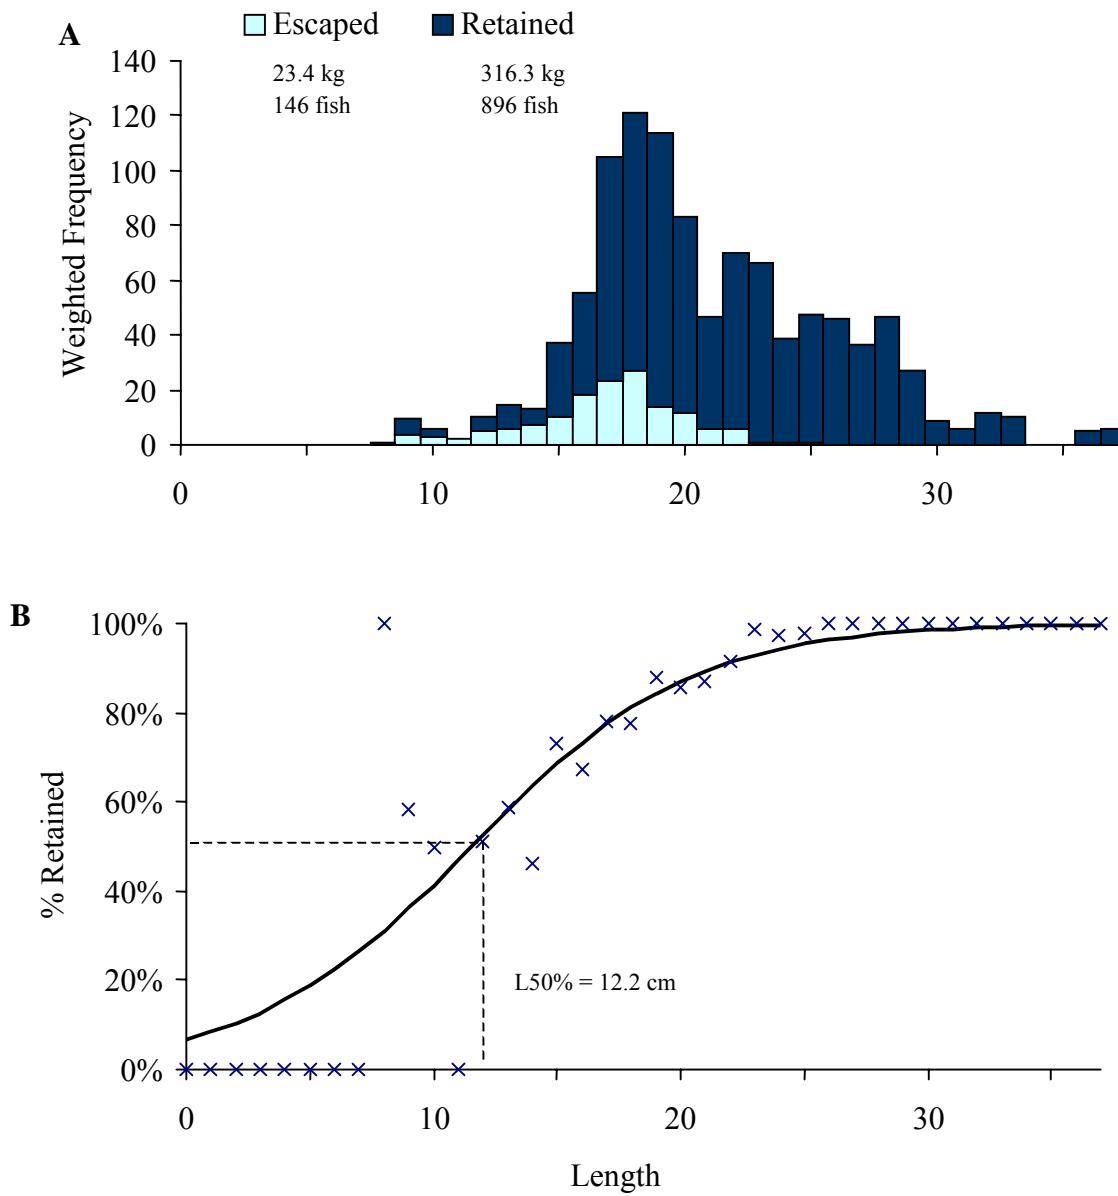 A
Escaped Retained
23.4 kg 316.3 kg
146 fish 896 fish
140
120
100
80
60
40
20
0
Weighted Frequency
0 10 20 30
B
100%
80%
60%
40%
20%
0%
% Retained
L50% = 12.2 cm
0 10 20 30
Length